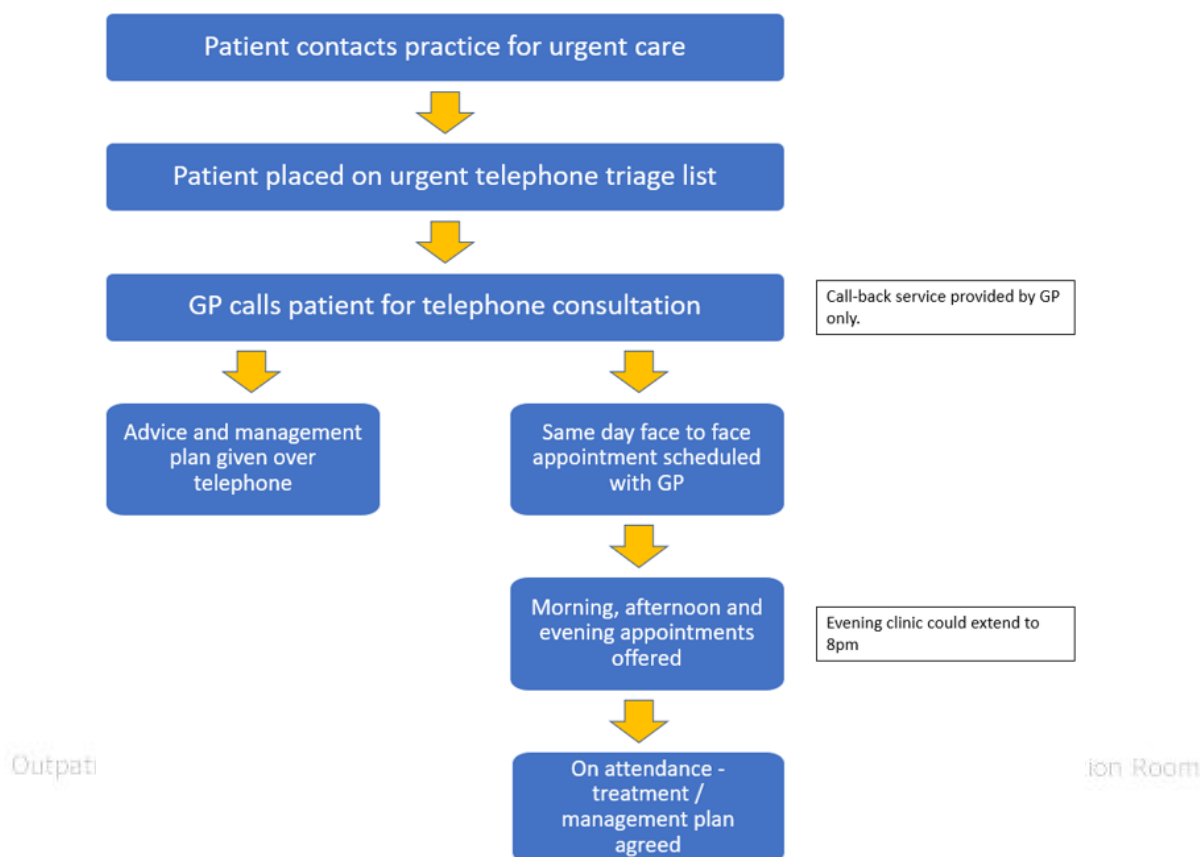 Patient contacts practice for urgent care
Patient placed on urgent telephone triage list
GP calls patient for telephone consultation
Call-back service provided by GP
only.
Advice and management
plan given over
telephone
Same day face to face
appointment scheduled
with GP
Morning, afternoon and
evening appointments
offered
Evening clinic could extend to
8pm
Outpati
ion Room
On attendance -
treatment /
management plan
agreed